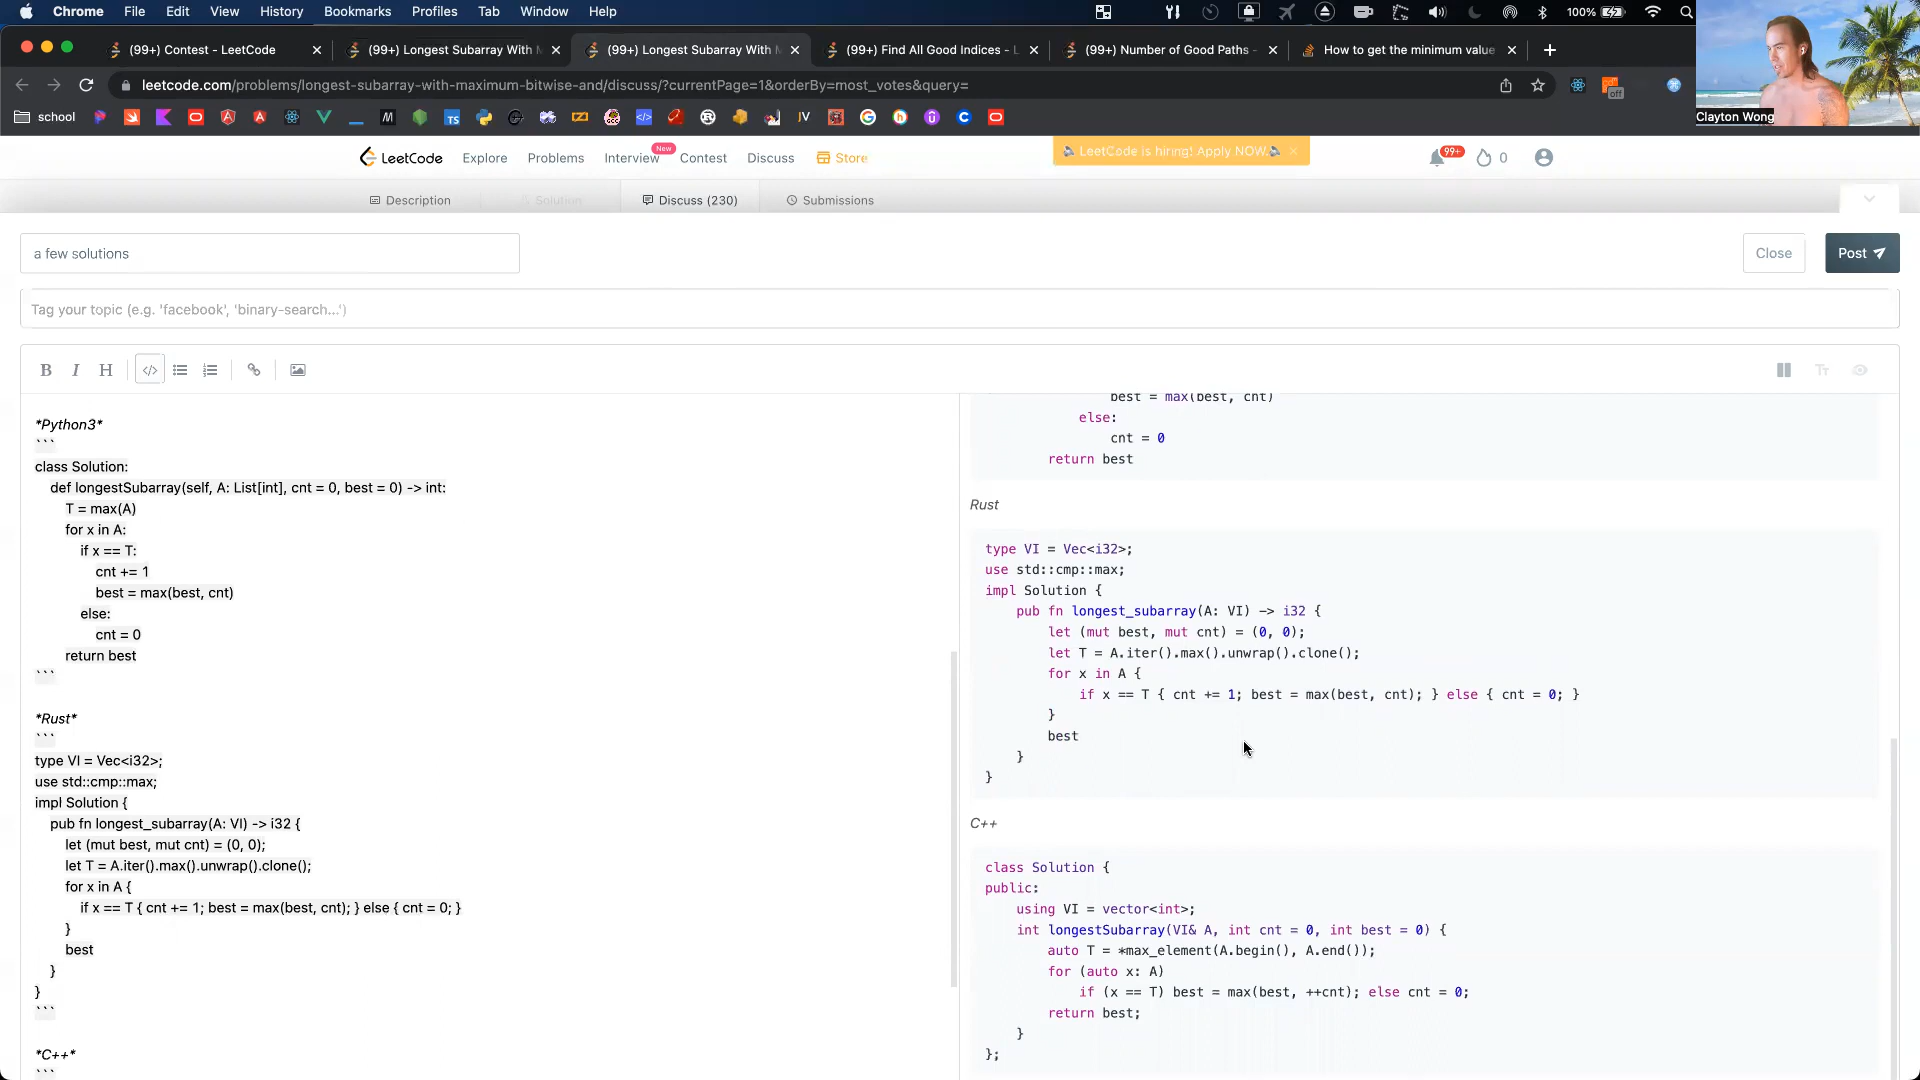 Chrome File Edit View History Bookmarks Profiles Tab Window Help 100%
(99+) Contest - LeetCode
(99+) Longest Subarray With M
(99+) Longest Subarray With M
(99+) Find All Good Indices - L
(99+) Number of Good Paths -
How to get the minimum value
leetcode.com/problems/longest-subarray-with-maximum-bitwise-and/discuss/?currentPage=1&orderBy=most_votes&query=
off
Clayton Wong
school
M
TS
</>
JV
LeetCode Explore Problems Interview New Contest Discuss Store
LeetCode is hiring! Apply NOW
99+ 0
Description Solution Discuss (230) Submissions
a few solutions
Close Post
Tag your topic (e.g. 'facebook', 'binary-search...')
B I H </> Tт
*Python3*
```
class Solution:
def longestSubarray(self, A: List[int], cnt = 0, best = 0) -> int:
T = max(A)
for x in A:
if x == T:
cnt += 1
best = max(best, cnt)
else:
cnt = 0
return best
```
*Rust*
```
type VI = Vec<i32>;
use std::cmp::max;
impl Solution {
pub fn longest_subarray(A: VI) -> i32 {
let (mut best, mut cnt) = (0, 0);
let T = A.iter().max().unwrap().clone();
for x in A {
if x == T { cnt += 1; best = max(best, cnt); } else { cnt = 0; }
}
best
}
}
```
*C++*
```
best = max(best, cnt)
else:
cnt = 0
return best
Rust
type VI = Vec<i32>;
use std::cmp::max;
impl Solution {
pub fn longest_subarray(A: VI) -> i32 {
let (mut best, mut cnt) = (0, 0);
let T = A.iter().max().unwrap().clone();
for x in A {
if x == T { cnt += 1; best = max(best, cnt); } else { cnt = 0; }
}
best
}
}
C++
class Solution {
public:
using VI = vector<int>;
int longestSubarray(VI& A, int cnt = 0, int best = 0) {
auto T = *max_element(A.begin(), A.end());
for (auto x: A)
if (x == T) best = max(best, ++cnt); else cnt = 0;
return best;
}
};